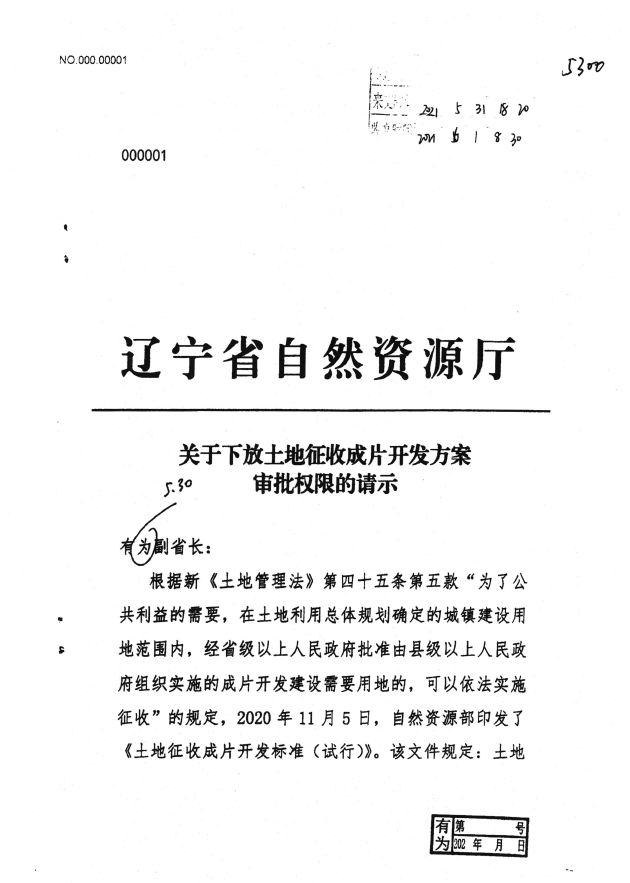 NO.000.00001
5300
2021 5 31 18 20
2021 6 1 8 30
000001
辽宁省自然资源厅
关于下放土地征收成片开发方案
审批权限的请示
5.30
有为副省长：
根据新《土地管理法》第四十五条第五款“为了公
共利益的需要，在土地利用总体规划确定的城镇建设用
地范围内，经省级以上人民政府批准由县级以上人民政
府组织实施的成片开发建设需要用地的，可以依法实施
征收”的规定，2020 年 11 月 5 日，自然资源部印发了
《土地征收成片开发标准（试行）》。该文件规定：土地
有为
第 号
202 年 月 日